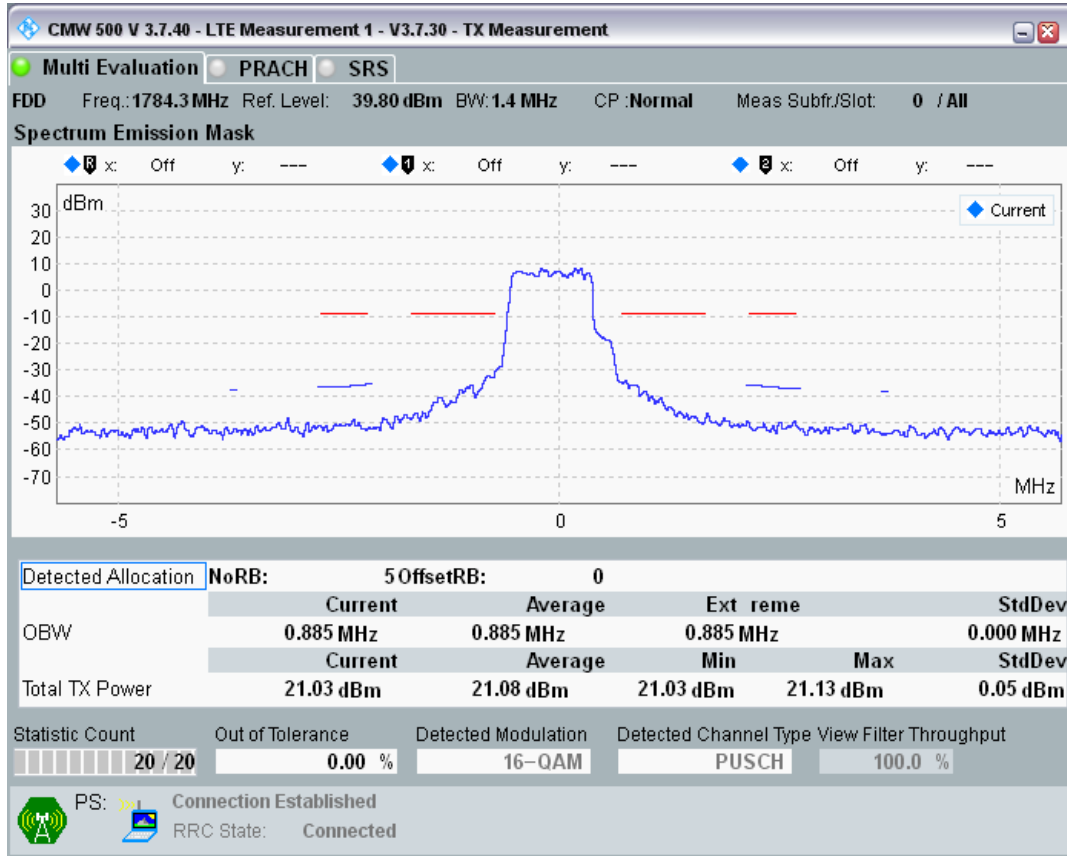 CMW 500 V 3.7.40 - LTE Measurement 1 - V3.7.30 - TX Measurement
Multi Evaluation PRACH SRS
FDD Freq.: 1784.3 MHz Ref. Level: 39.80 dBm BW: 1.4 MHz CP :Normal Meas Subfr./Slot: 0 / All
Spectrum Emission Mask
R x: Off y: --- 1 x: Off y: --- 2 x: Off y: ---
dBm
Current
30
20
10
0
-10
-20
-30
-40
-50
-60
-70
MHz
-5 0 5
Detected Allocation NoRB: 5 OffsetRB: 0
Current Average Ext reme StdDev
OBW 0.885 MHz 0.885 MHz 0.885 MHz 0.000 MHz
Current Average Min Max StdDev
Total TX Power 21.03 dBm 21.08 dBm 21.03 dBm 21.13 dBm 0.05 dBm
Statistic Count Out of Tolerance Detected Modulation Detected Channel Type View Filter Throughput
20 / 20 0.00 % 16-QAM PUSCH 100.0 %
PS: Connection Established
RRC State: Connected